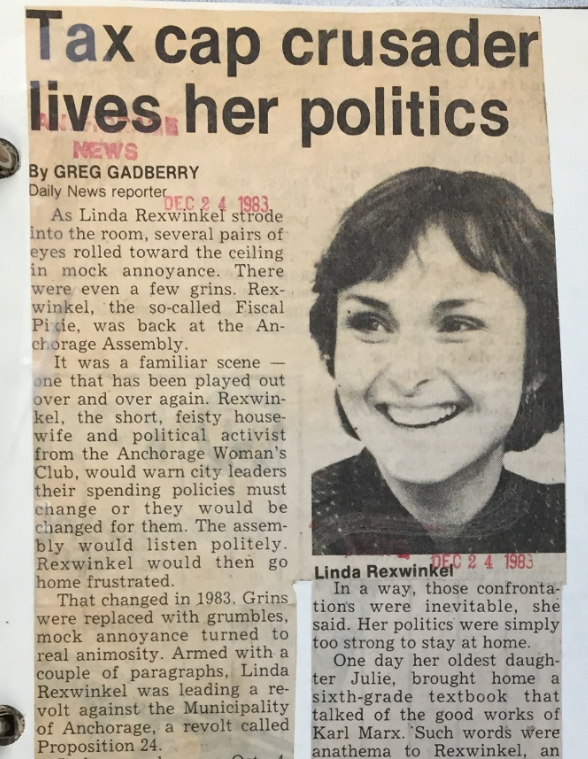 Tax cap crusader
lives her politics
ANCHORAGE
NEWS
By GREG GADBERRY
Daily News reporter
DEC 24 1983
As Linda Rexwinkel strode
into the room, several pairs of
eyes rolled toward the ceiling
in mock annoyance. There
were even a few grins. Rex-
winkel, the so-called Fiscal
Pixie, was back at the An-
chorage Assembly.
It was a familiar scene —
one that has been played out
over and over again. Rexwin-
kel, the short, feisty house-
wife and political activist
from the Anchorage Woman's
Club, would warn city leaders
their spending policies must
change or they would be
changed for them. The assem-
bly would listen politely.
Rexwinkel would then go
home frustrated.
That changed in 1983. Grins
were replaced with grumbles,
mock annoyance turned to
real animosity. Armed with a
couple of paragraphs, Linda
Rexwinkel was leading a re-
volt against the Municipality
of Anchorage, a revolt called
Proposition 24.
DEC 24 1983
Linda Rexwinkel
In a way, those confronta-
tions were inevitable, she
said. Her politics were simply
too strong to stay at home.
One day her oldest daugh-
ter Julie, brought home a
sixth-grade textbook that
talked of the good works of
Karl Marx. Such words were
anathema to Rexwinkel, an